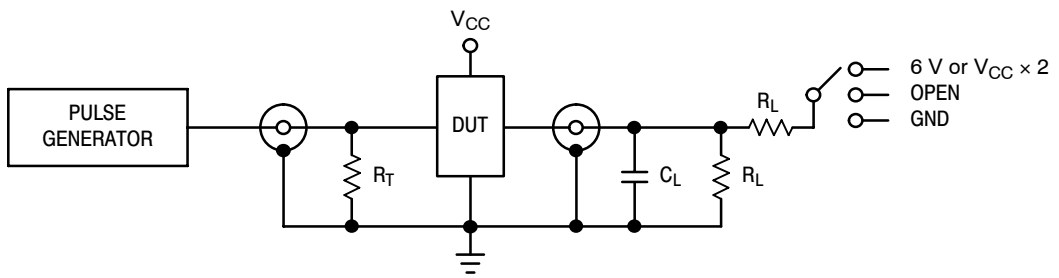 V_CC
6 V or V_CC × 2
OPEN
GND
PULSE
GENERATOR
R_T
DUT
C_L
R_L
R_L